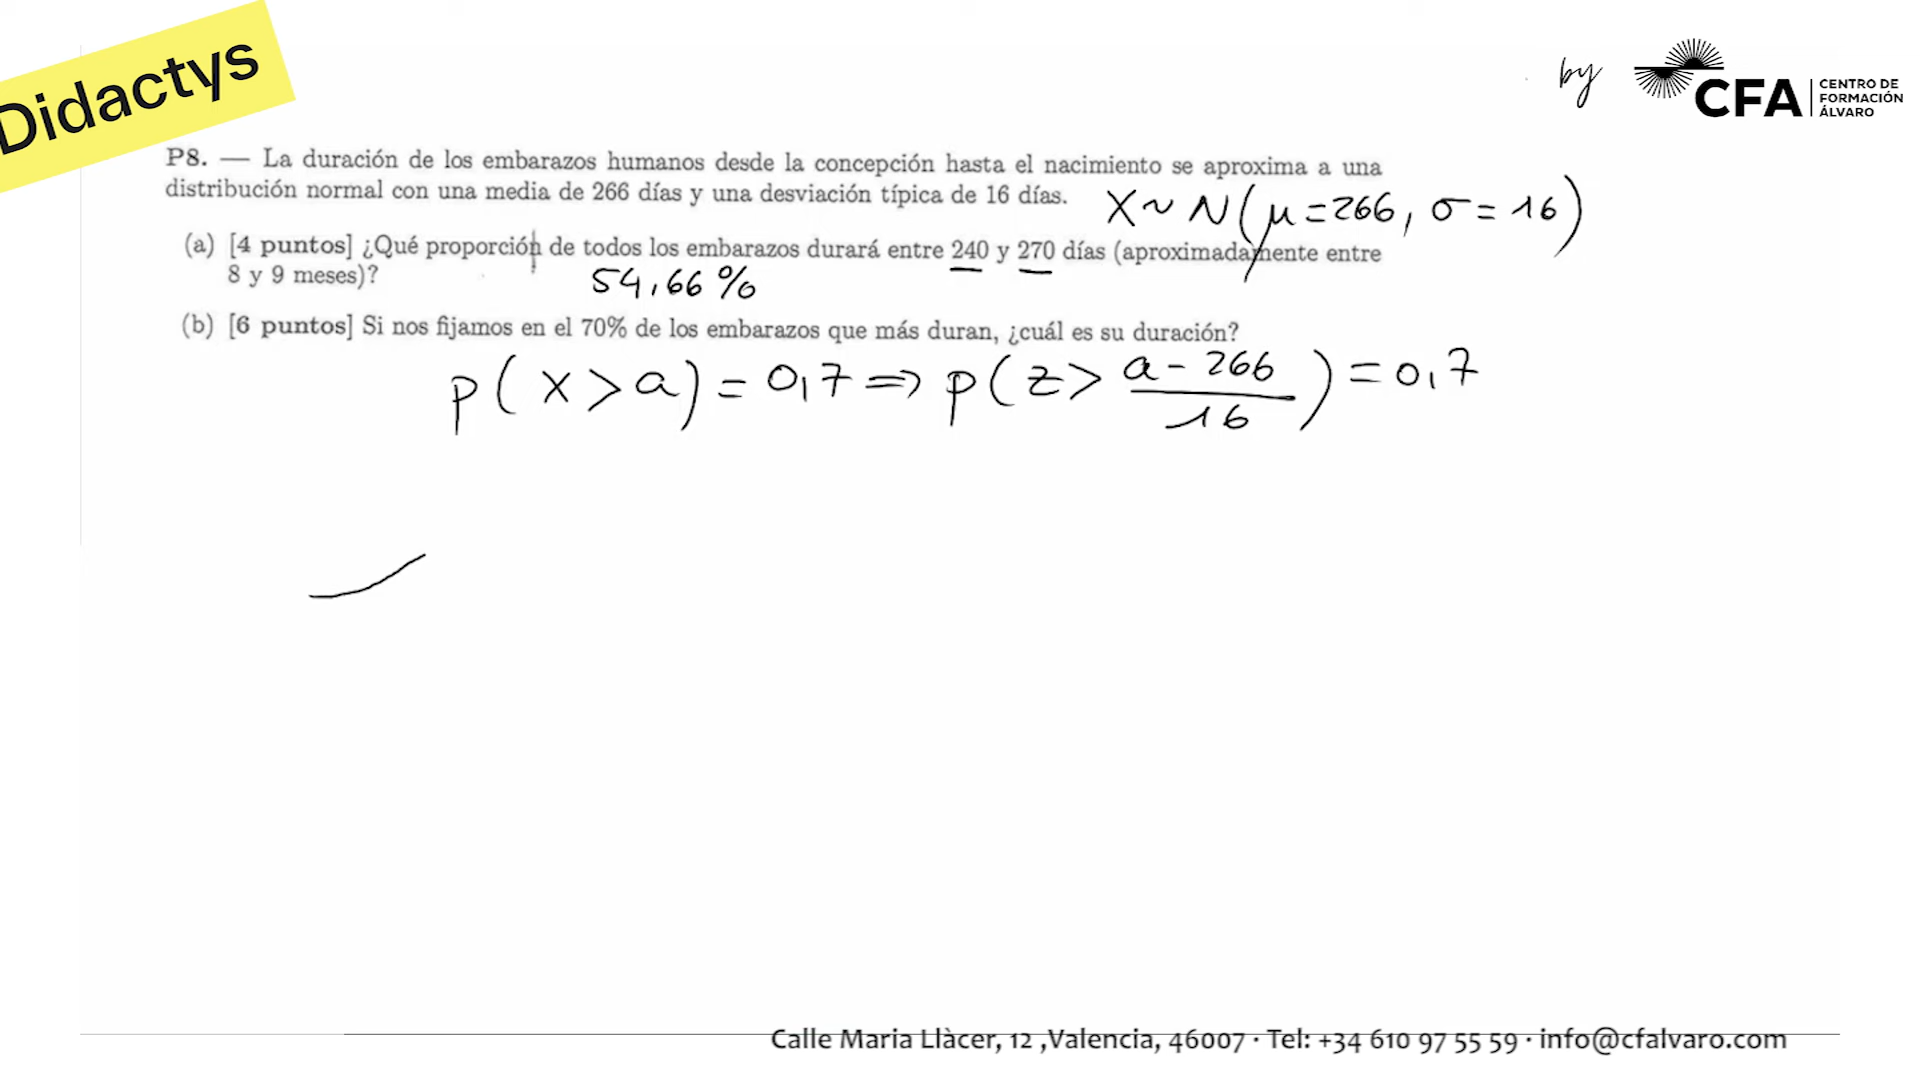 Didactys
by
CFA
CENTRO DE
FORMACIÓN
ÁLVARO
P8. — La duración de los embarazos humanos desde la concepción hasta el nacimiento se aproxima a una
distribución normal con una media de 266 días y una desviación típica de 16 días.
X ~ N(μ = 266, σ = 16)
(a) [4 puntos] ¿Qué proporción de todos los embarazos durará entre 240 y 270 días (aproximadamente entre
8 y 9 meses)?
54,66 %
(b) [6 puntos] Si nos fijamos en el 70% de los embarazos que más duran, ¿cuál es su duración?
p(x > a) = 0,7 ⇒ p(z > (a - 266)/16) = 0,7
Calle Maria Llàcer, 12 ,Valencia, 46007 · Tel: +34 610 97 55 59 · info@cfalvaro.com